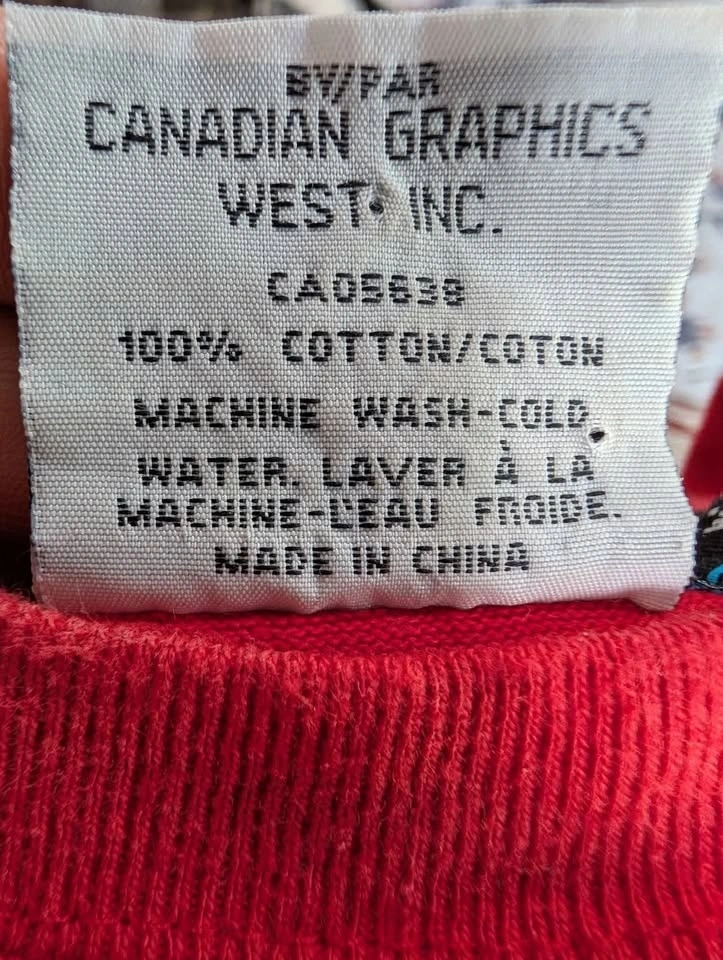 BY/PAR
CANADIAN GRAPHICS
WEST INC.
CA05638
100% COTTON/COTON
MACHINE WASH-COLD
WATER. LAVER À LA
MACHINE-L'EAU FROIDE.
MADE IN CHINA